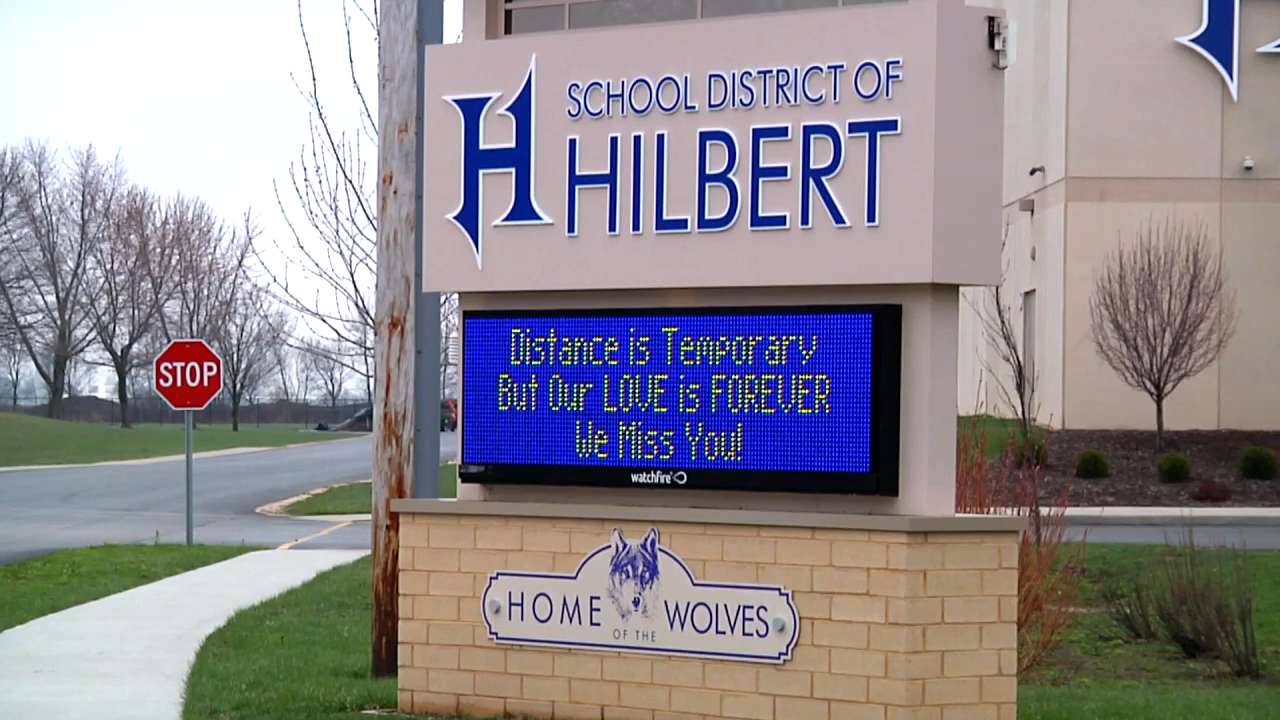 SCHOOL DISTRICT OF
H HILBERT
Distance is Temporary
But Our LOVE is FOREVER
We Miss You!
watchfire
STOP
HOME OF THE WOLVES